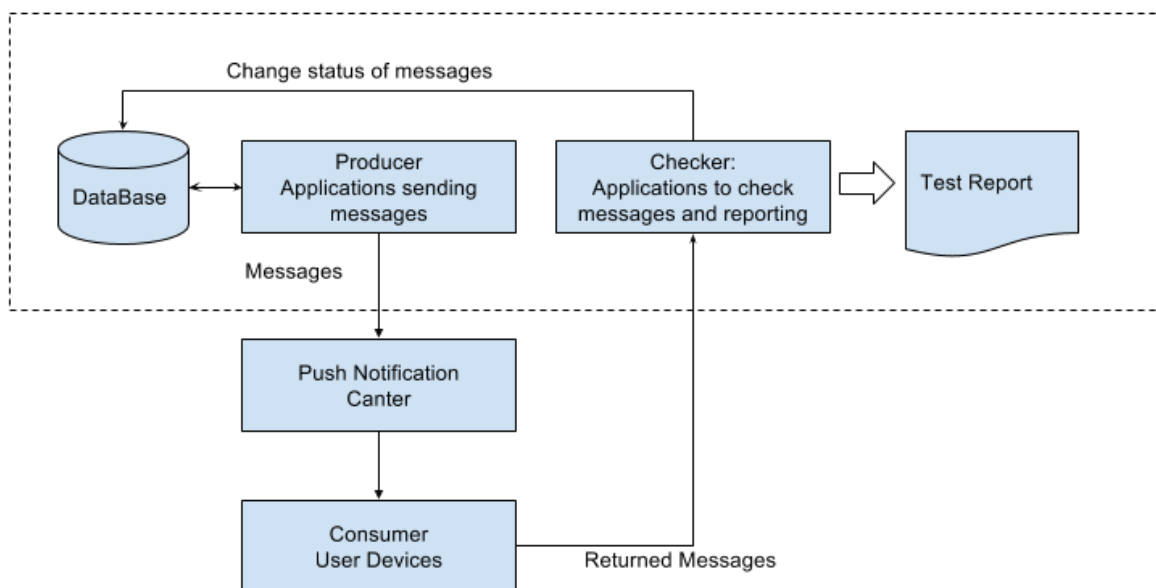 Change status of messages
DataBase
Producer
Applications sending
messages
Checker:
Applications to check
messages and reporting
Test Report
Messages
Push Notification
Canter
Consumer
User Devices
Returned Messages